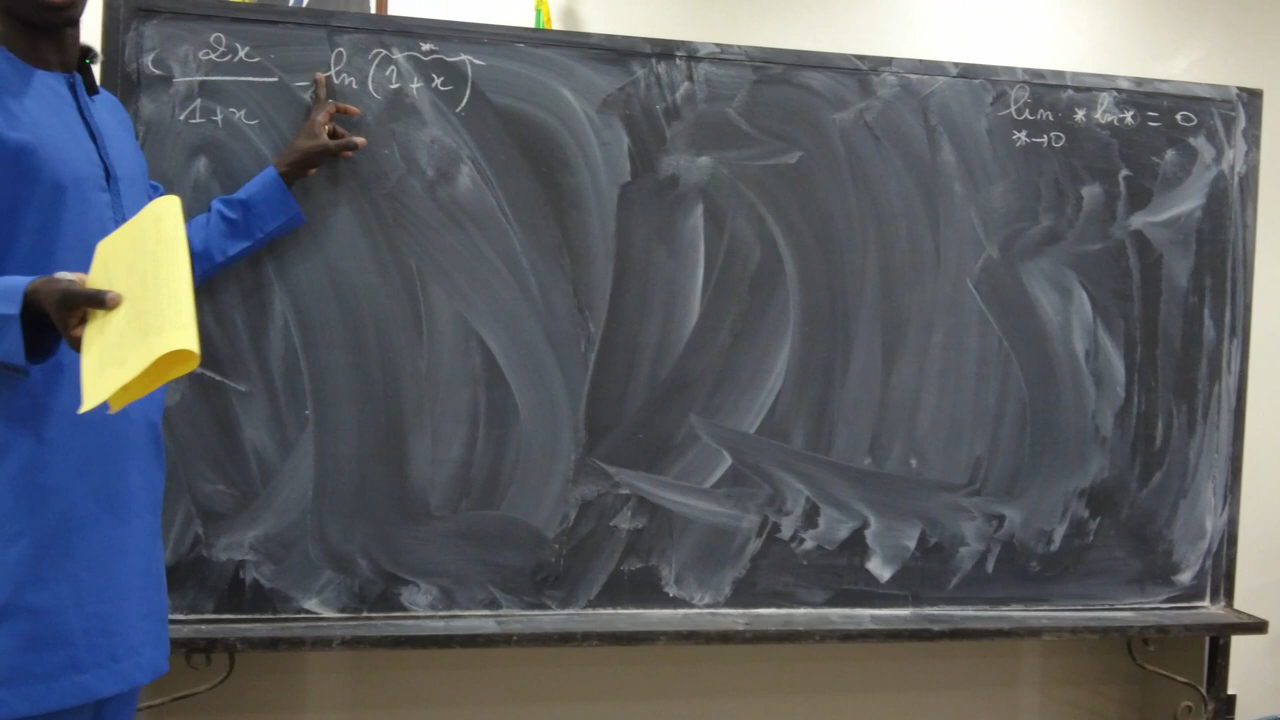 ( 2x / 1+x - ln (1+x)
*
lim * ln* = 0
*→0